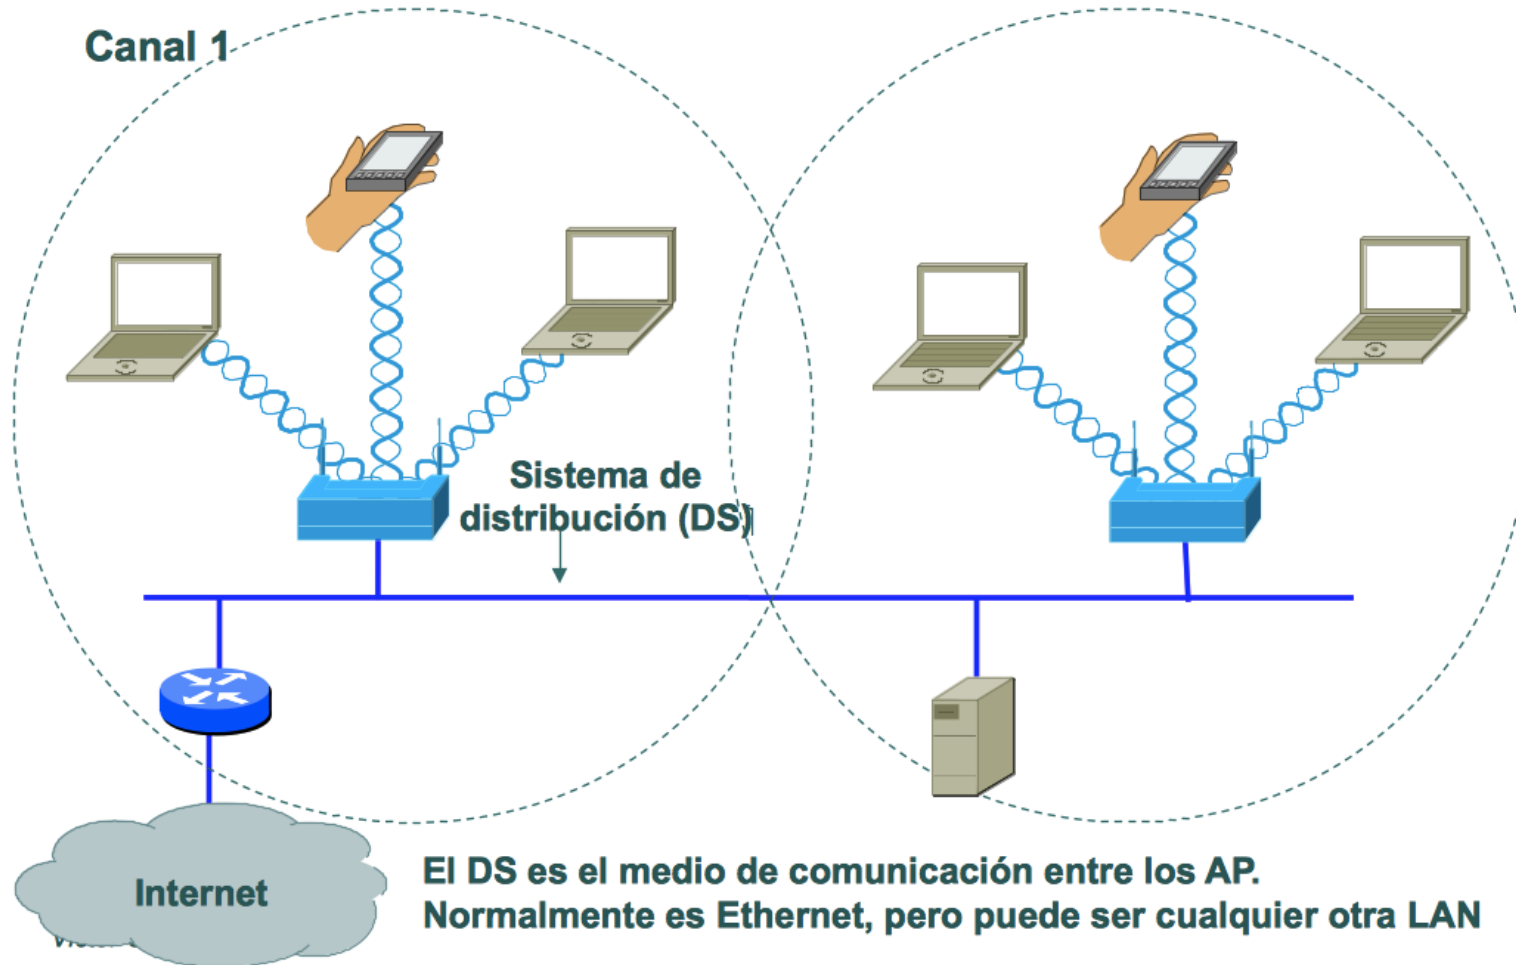 Canal 1
Sistema de
distribución (DS)
Internet
El DS es el medio de comunicación entre los AP.
Normalmente es Ethernet, pero puede ser cualquier otra LAN